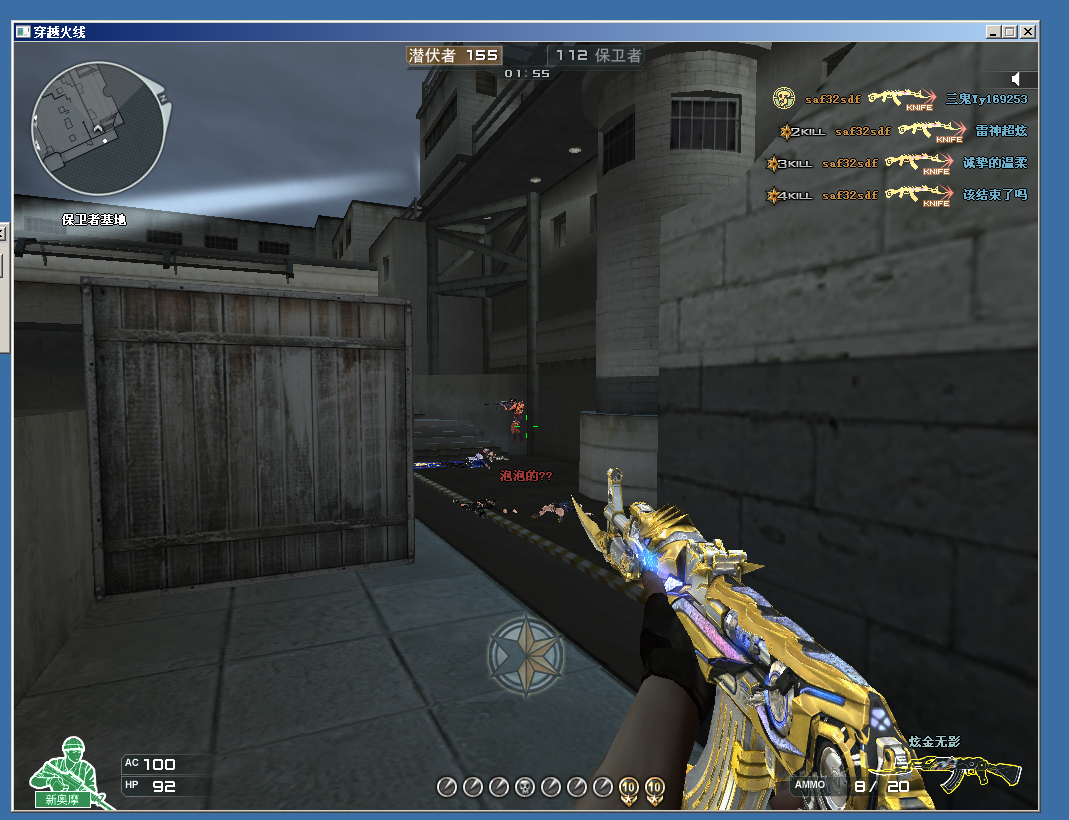 穿越火线
潜伏者 155
112 保卫者
01:55
N
保卫者基地
saf32sdf KNIFE 三鬼Ty169253
2KILL saf32sdf KNIFE 雷神超炫
3KILL saf32sdf KNIFE 诚挚的温柔
4KILL saf32sdf KNIFE 该结束了吗
泡泡的??
炫金无影
AC 100
HP 92
新奥摩
10 10
AMMO 8 / 20